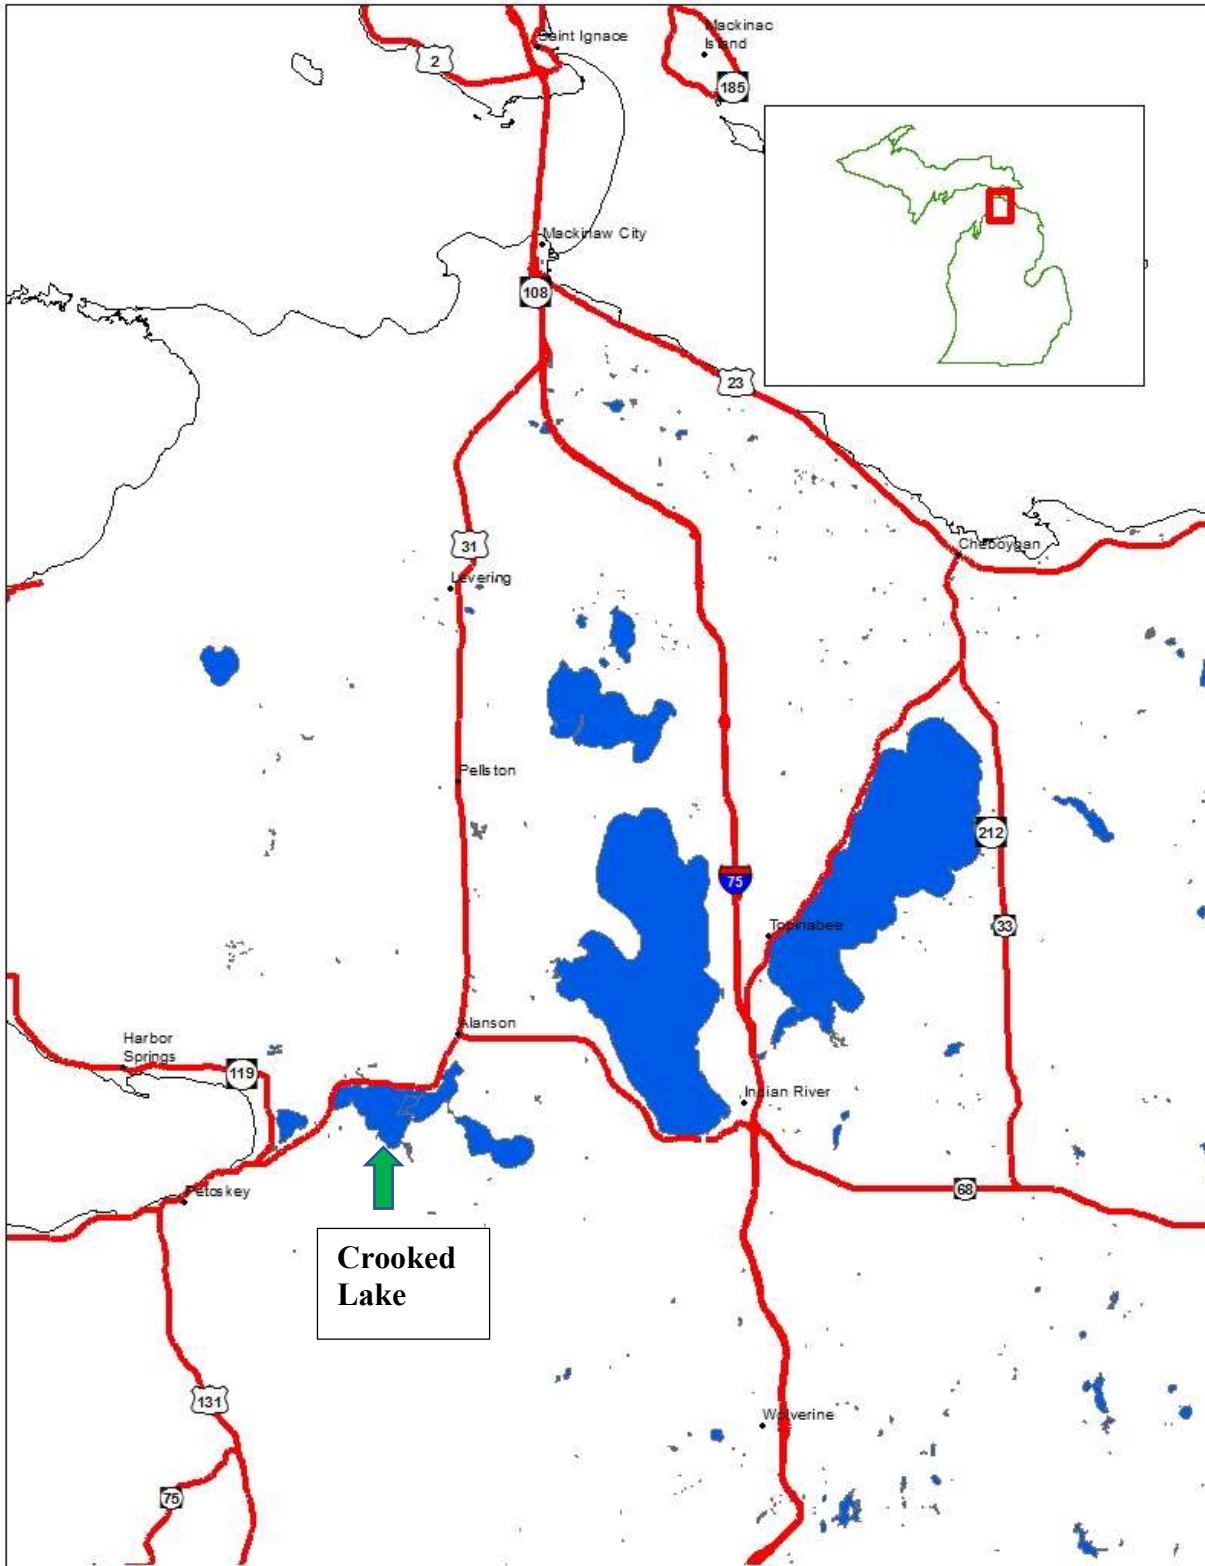 Saint Ignace
Mackinac
Island
2
185
Mackinaw City
108
23
31
Levering
Cheboygan
Pellston
212
75
33
Topinabee
Alanson
Harbor
Springs
119
Indian River
68
Petoskey
Crooked
Lake
131
Wolverine
75